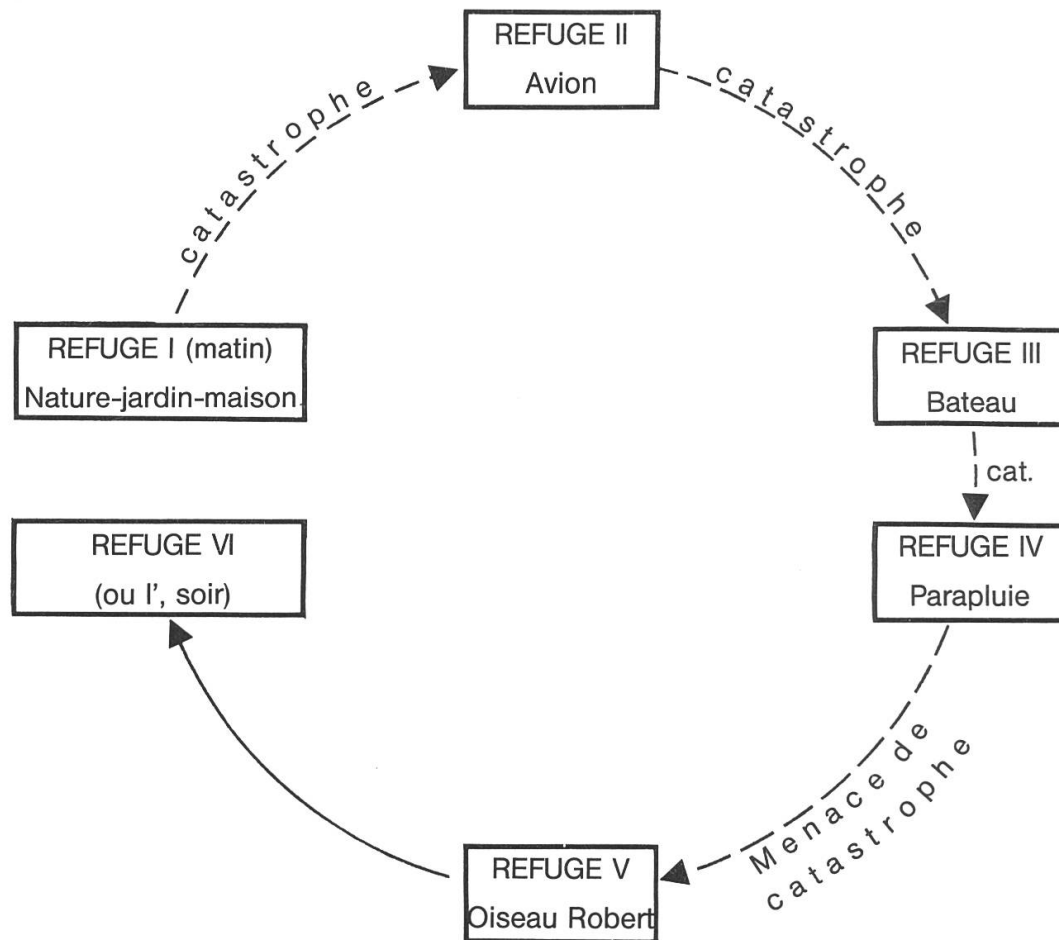 REFUGE II
Avion
catastrophe
catastrophe
REFUGE I (matin)
Nature-jardin-maison
REFUGE III
Bateau
cat.
REFUGE VI
(ou I', soir)
REFUGE IV
Parapluie
Menace de
catastrophe
REFUGE V
Oiseau Robert